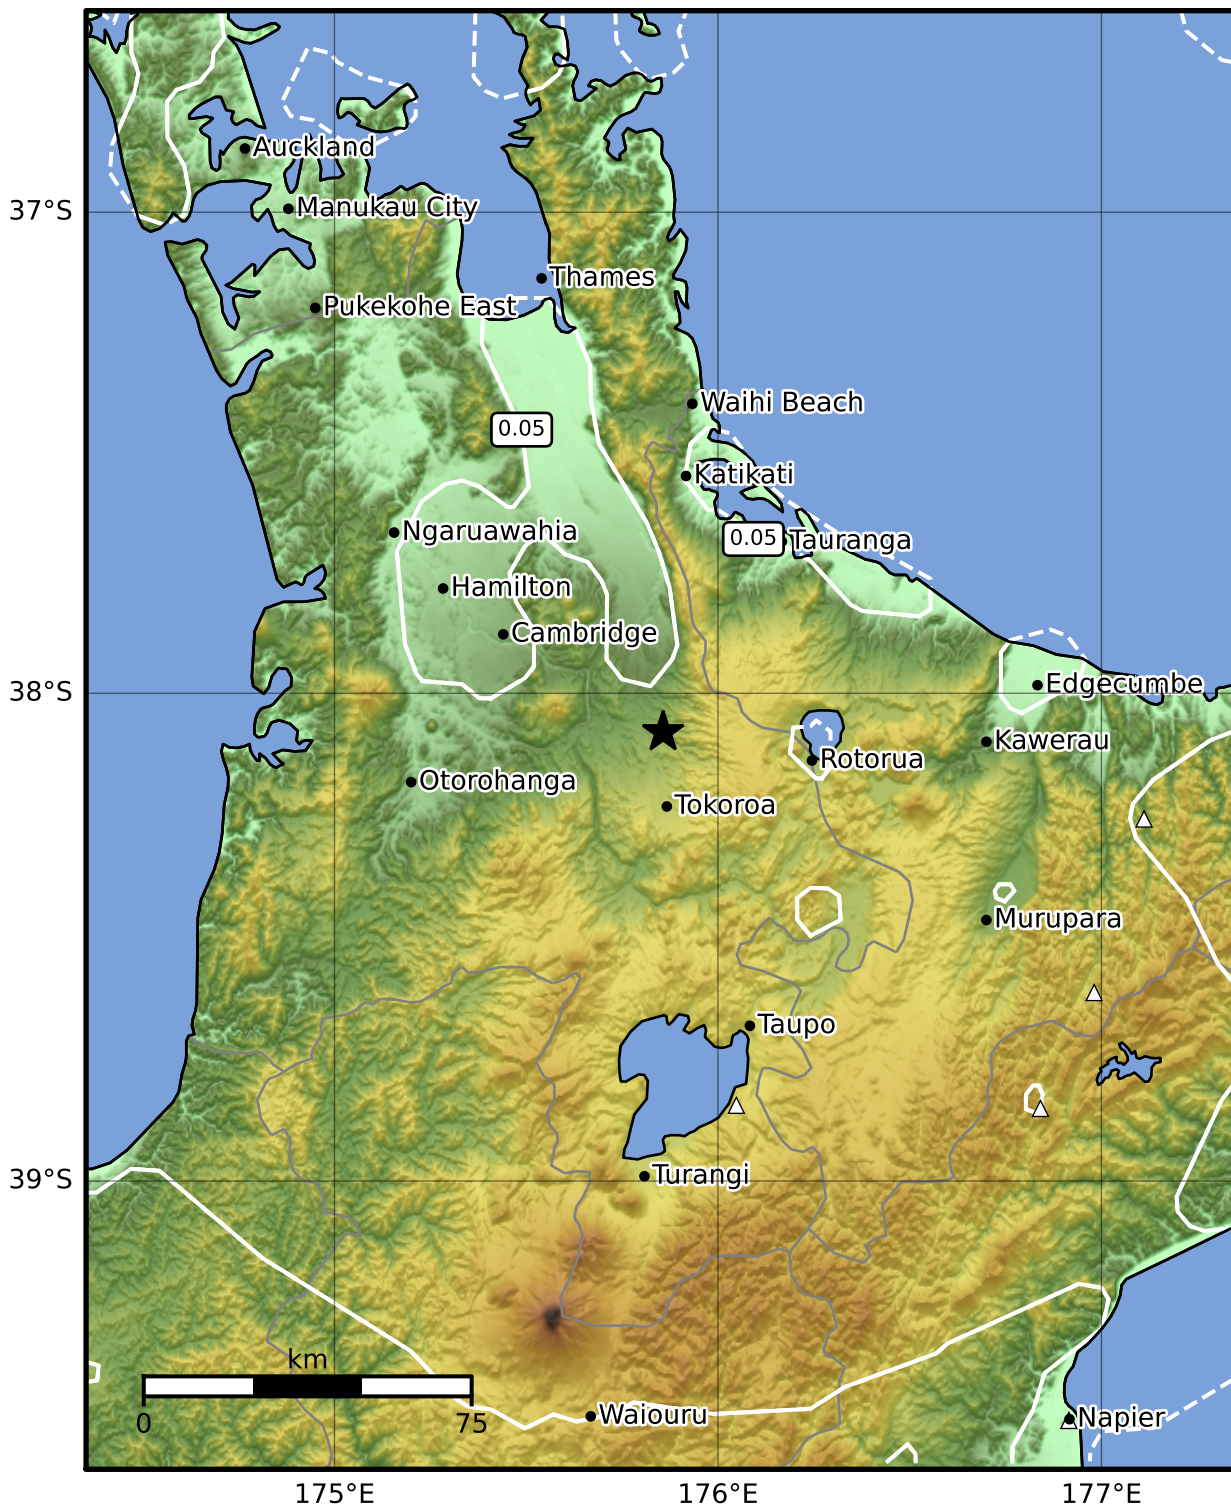 Auckland
Manukau City
37°S
Thames
Pukekohe East
Waihi Beach
0.05
Katikati
Ngaruawahia
0.05
Tauranga
Hamilton
Cambridge
38°S
Edgecumbe
Kawerau
Rotorua
Otorohanga
Tokoroa
Murupara
Taupo
39°S
Turangi
km
0
75
Waiouru
Napier
175°E
176°E
177°E